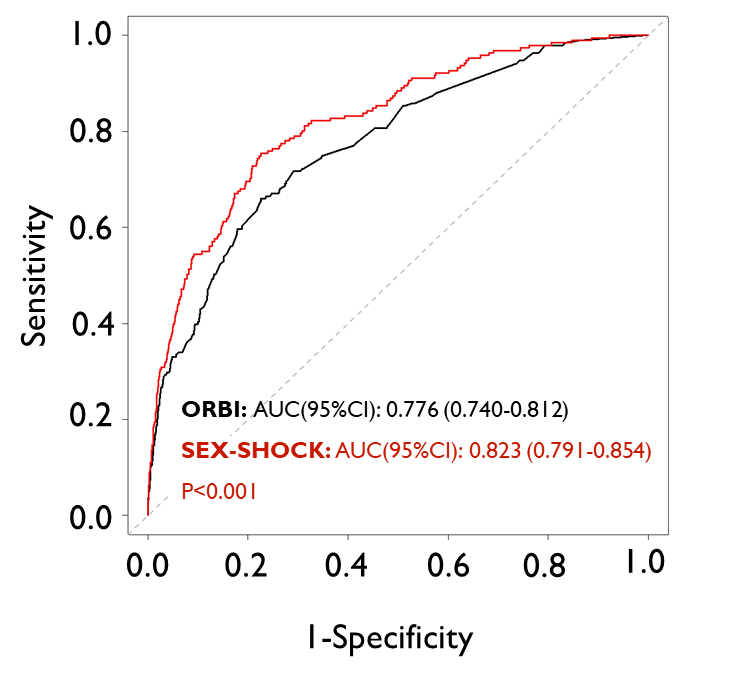 1.0
0.8
0.6
0.4
0.2
0.0
Sensitivity
ORBI: AUC(95%CI): 0.776 (0.740-0.812)
SEX-SHOCK: AUC(95%CI): 0.823 (0.791-0.854)
P<0.001
0.0 0.2 0.4 0.6 0.8 1.0
1-Specificity